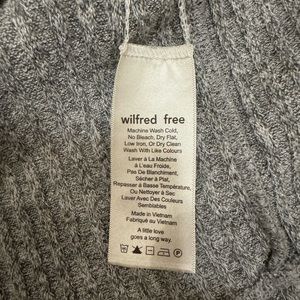 wilfred free
Machine Wash Cold,
No Bleach, Dry Flat,
Low Iron, Or Dry Clean
Wash With Like Colours
Laver à La Machine
à L'eau Froide,
Pas De Blanchiment,
Sécher à Plat,
Repasser à Basse Température,
Ou Nettoyer à Sec
Laver Avec Des Couleurs
Semblables
Made in Vietnam
Fabriqué au Vietnam
A little love
goes a long way.